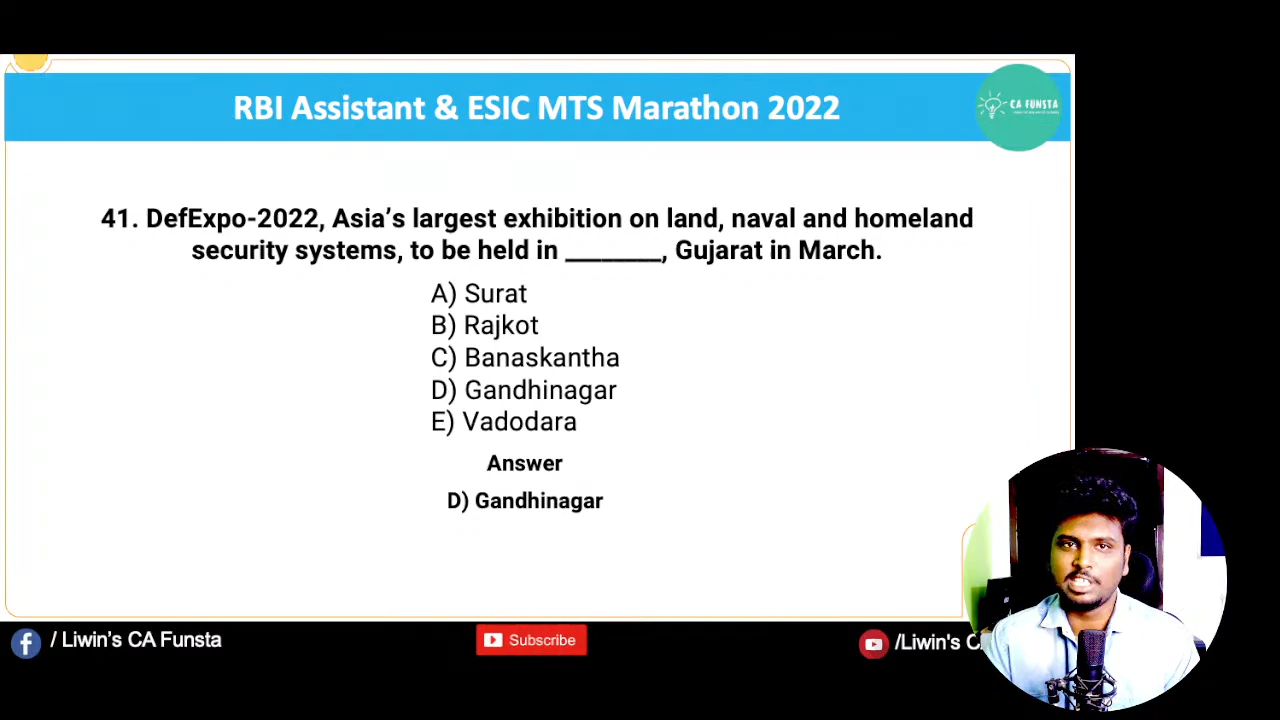 RBI Assistant & ESIC MTS Marathon 2022
CA FUNSTA
41. DefExpo-2022, Asia’s largest exhibition on land, naval and homeland
security systems, to be held in _______, Gujarat in March.
A) Surat
B) Rajkot
C) Banaskantha
D) Gandhinagar
E) Vadodara
Answer
D) Gandhinagar
/ Liwin's CA Funsta
Subscribe
/Liwin's